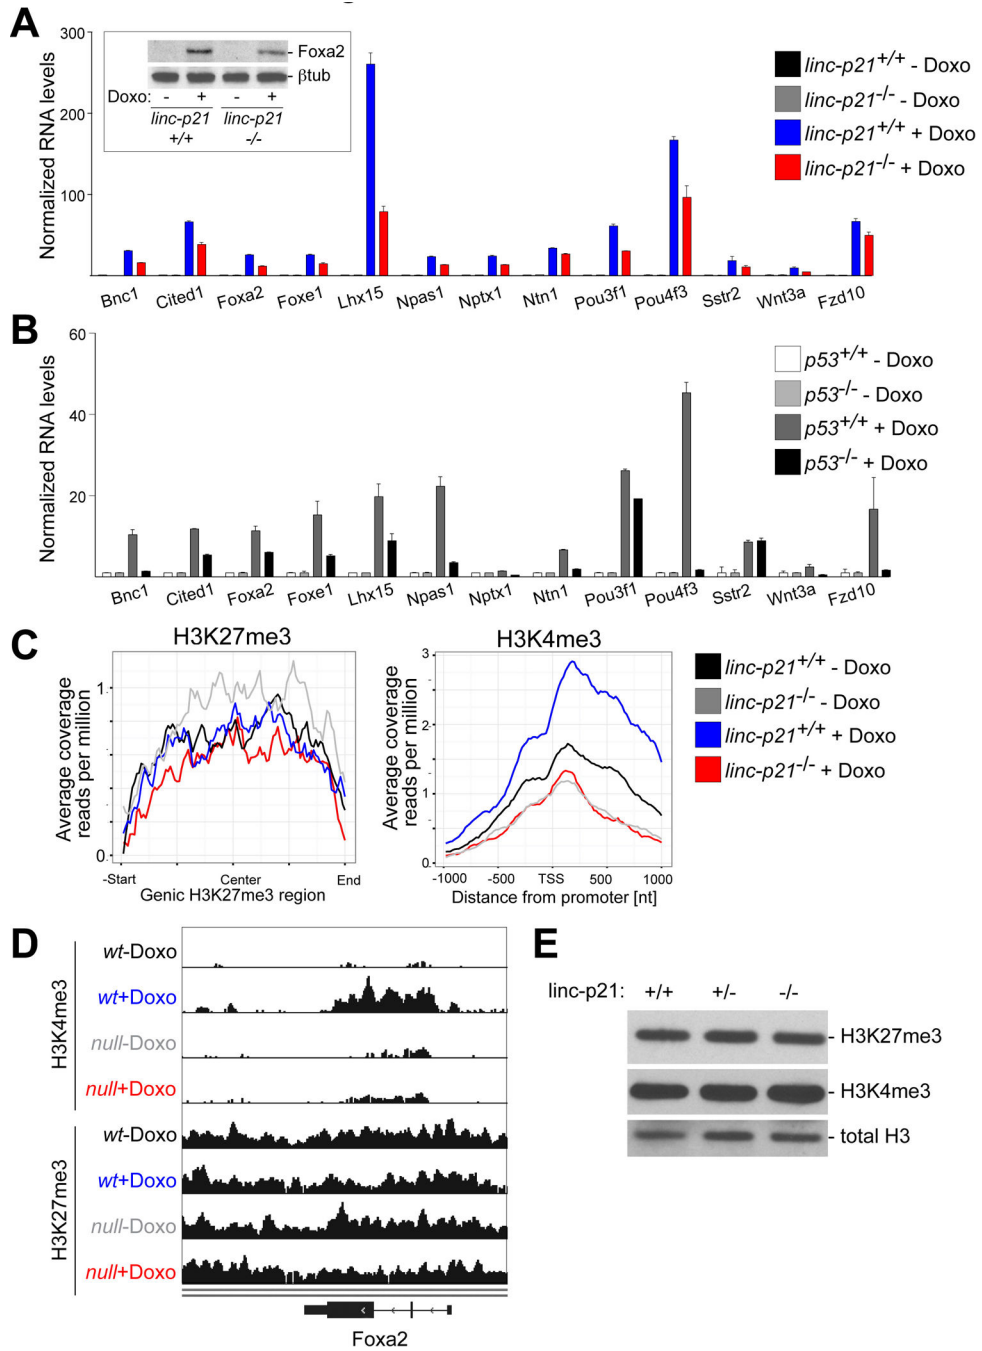 A
300
200
100
Normalized RNA levels
- Foxa2
- βtub
Doxo: - + - +
linc-p21 linc-p21
+/+ -/-
linc-p21+/+ - Doxo
linc-p21-/- - Doxo
linc-p21+/+ + Doxo
linc-p21-/- + Doxo
Bnc1 Cited1 Foxa2 Foxe1 Lhx15 Npas1 Nptx1 Ntn1 Pou3f1 Pou4f3 Sstr2 Wnt3a Fzd10
B
60
40
20
Normalized RNA levels
p53+/+ - Doxo
p53-/- - Doxo
p53+/+ + Doxo
p53-/- + Doxo
Bnc1 Cited1 Foxa2 Foxe1 Lhx15 Npas1 Nptx1 Ntn1 Pou3f1 Pou4f3 Sstr2 Wnt3a Fzd10
C
H3K27me3
Average coverage
reads per million
1.
0.
-Start Center End
Genic H3K27me3 region
H3K4me3
Average coverage
reads per million
3
2
1
0
-1000 -500 TSS 500 1000
Distance from promoter [nt]
linc-p21+/+ - Doxo
linc-p21-/- - Doxo
linc-p21+/+ + Doxo
linc-p21-/- + Doxo
D
H3K4me3
wt-Doxo
wt+Doxo
null-Doxo
null+Doxo
H3K27me3
wt-Doxo
wt+Doxo
null-Doxo
null+Doxo
Foxa2
E
linc-p21: +/+ +/- -/-
- H3K27me3
- H3K4me3
- total H3